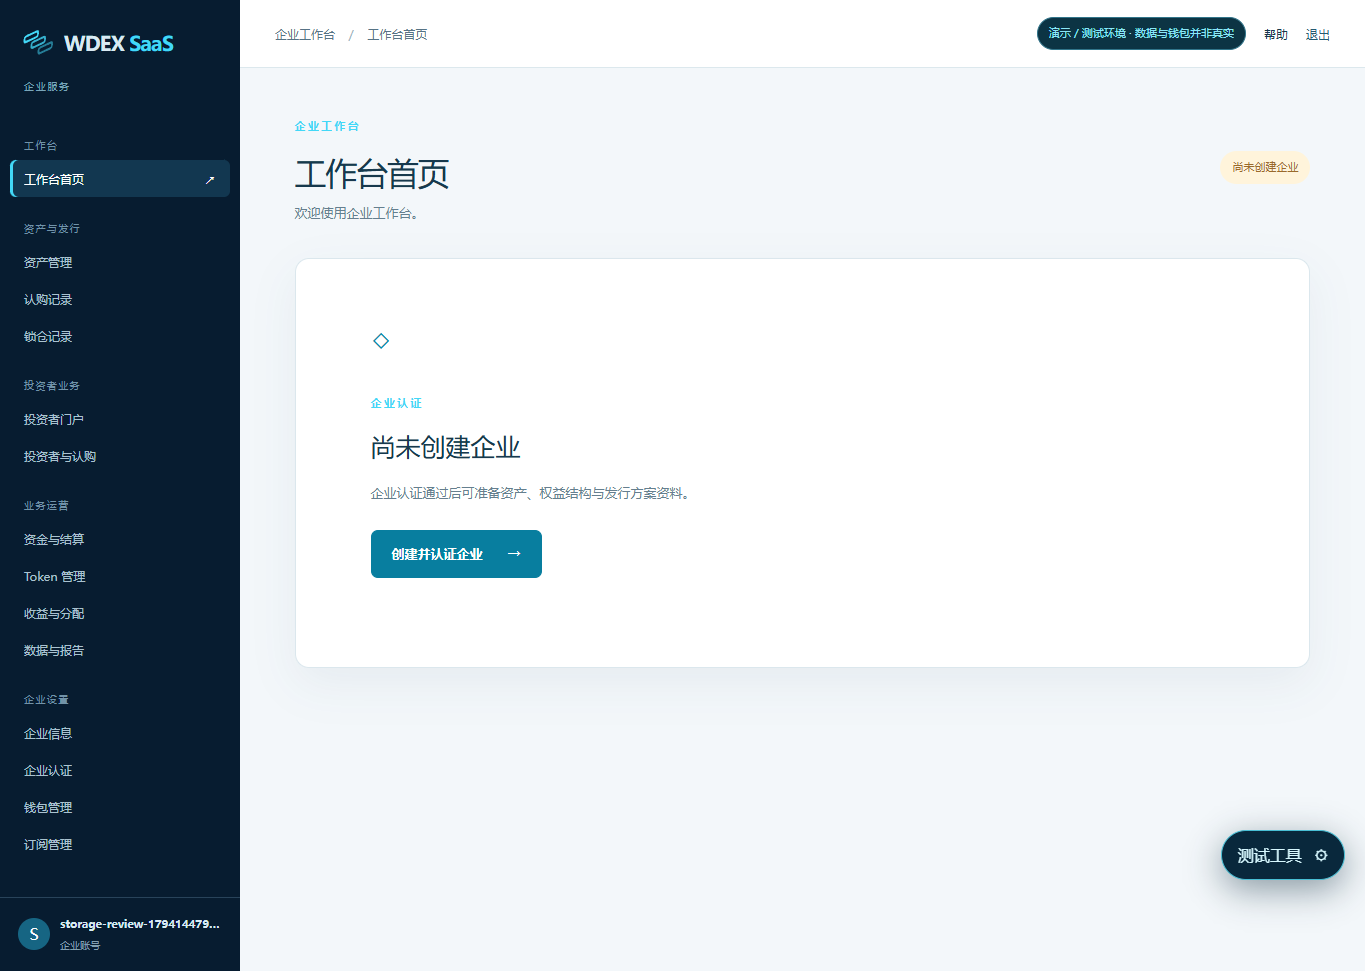 WDEX SaaS
企业服务
工作台
工作台首页
资产与发行
资产管理
认购记录
锁仓记录
投资者业务
投资者门户
投资者与认购
业务运营
资金与结算
Token 管理
收益与分配
数据与报告
企业设置
企业信息
企业认证
钱包管理
订阅管理
S
storage-review-179414479...
企业账号
企业工作台 / 工作台首页
演示 / 测试环境 · 数据与钱包并非真实
帮助
退出
企业工作台
工作台首页
欢迎使用企业工作台。
尚未创建企业
企业认证
尚未创建企业
企业认证通过后可准备资产、权益结构与发行方案资料。
创建并认证企业 →
测试工具